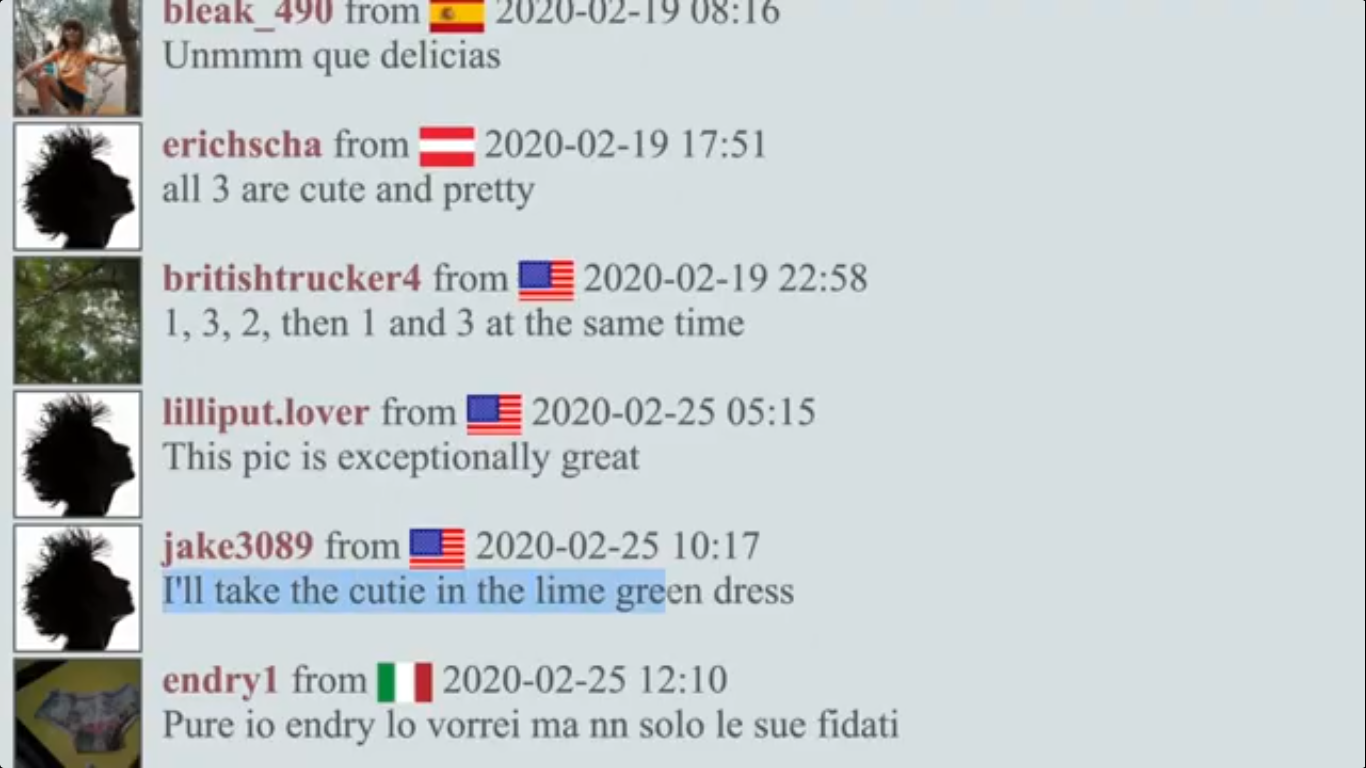 bleak_490 from 2020-02-19 08:16
Unmmm que delicias
erichscha from 2020-02-19 17:51
all 3 are cute and pretty
britishtrucker4 from 2020-02-19 22:58
1, 3, 2, then 1 and 3 at the same time
lilliput.lover from 2020-02-25 05:15
This pic is exceptionally great
jake3089 from 2020-02-25 10:17
I'll take the cutie in the lime green dress
endry1 from 2020-02-25 12:10
Pure io endry lo vorrei ma nn solo le sue fidati